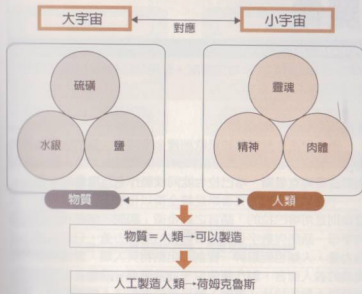 大宇宙
小宇宙
對應
硫磺
水銀
鹽
靈魂
精神
肉體
物質
人類
物質=人類→可以製造
人工製造人類→荷姆克魯斯